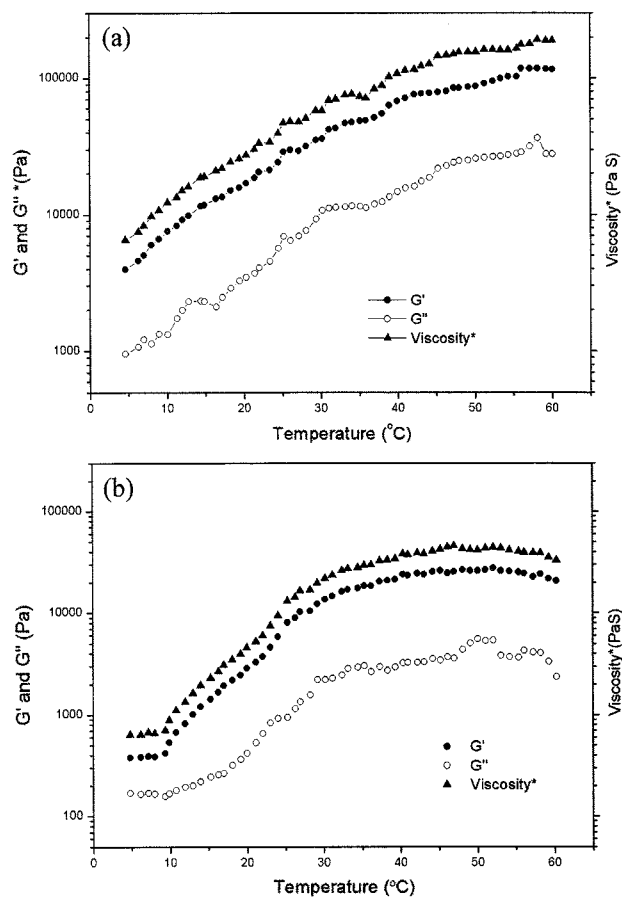 (a)
100000
10000
1000
G' and G'' *(Pa)
Viscosity* (Pa S)
G'
G''
Viscosity*
0 10 20 30 40 50 60
Temperature (°C)
(b)
100000
10000
1000
100
G' and G'' (Pa)
Viscosity*(PaS)
G'
G''
Viscosity*
0 10 20 30 40 50 60
Temperature (ºC)